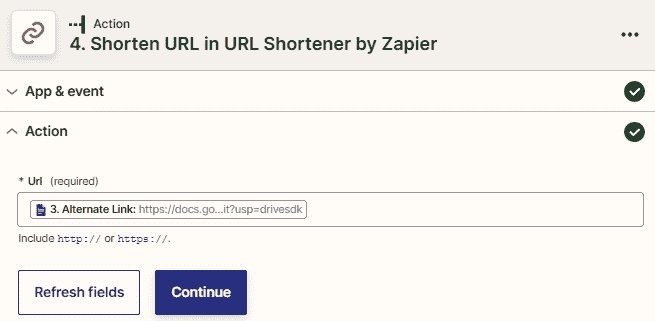 Action
4. Shorten URL in URL Shortener by Zapier
App & event
Action
* Url (required)
3. Alternate Link: https://docs.go...it?usp=drivesdk
Include http:// or https://.
Refresh fields Continue